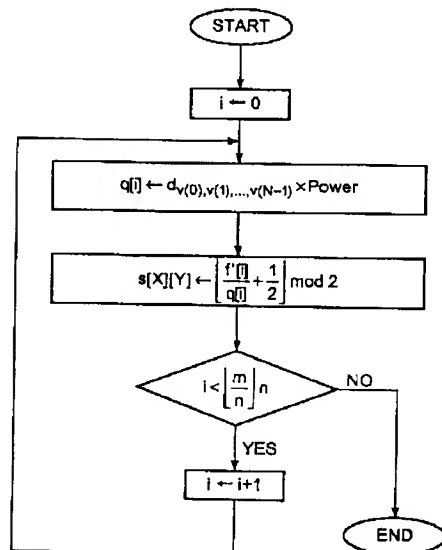 START
i ← 0
q[i] ← d_{v(0),v(1),...,v(N−1)} × Power
s[X][Y] ← ⌊f'[i]/q[i] + 1/2⌋ mod 2
i < ⌊m/n⌋ n
NO
YES
i ← i+1
END